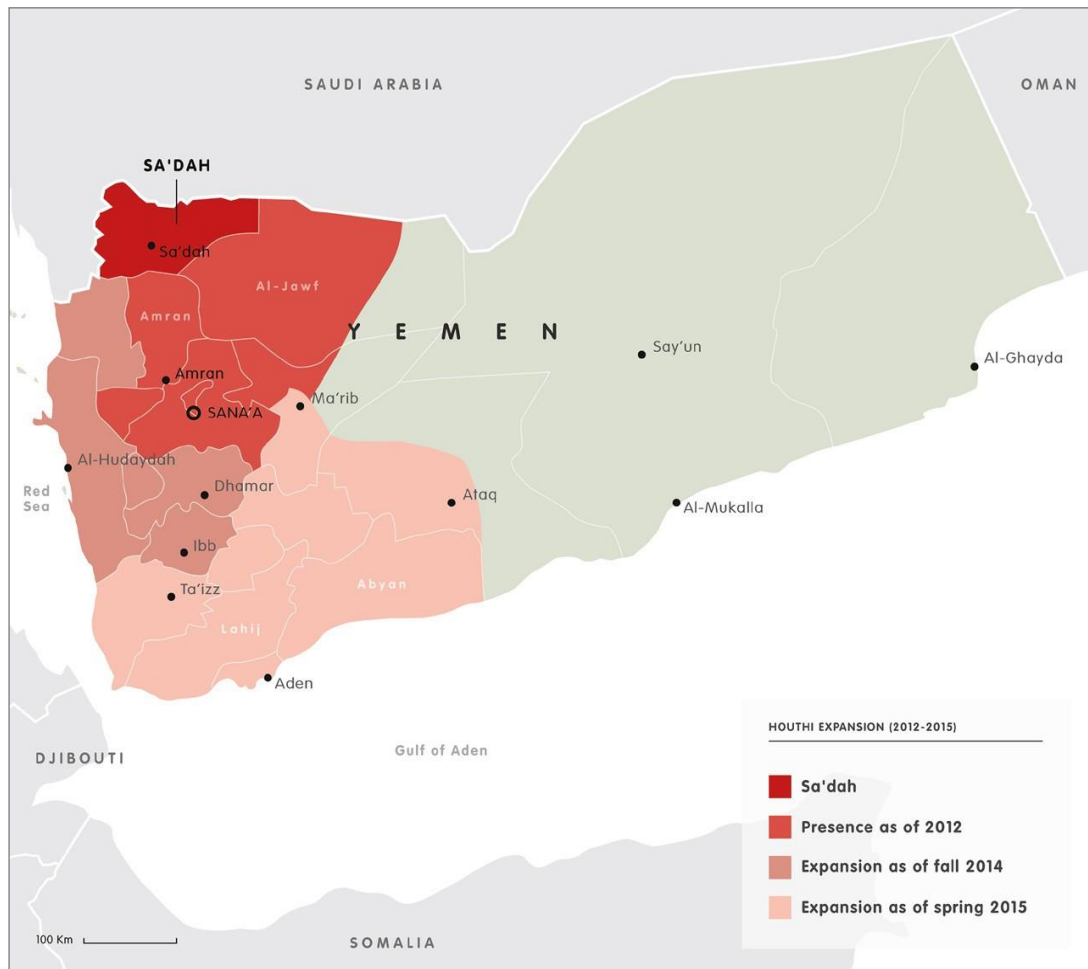 SAUDI ARABIA
OMAN
SA'DAH
Sa'dah
Al-Jawf
Amran
YEMEN
Say'un
Al-Ghayda
Amran
Ma'rib
SANA'A
Al-Hudaydah
Red
Sea
Dhamar
Ataq
Al-Mukalla
Ibb
Abyan
Ta'izz
Lahij
Aden
HOUTHI EXPANSION (2012-2015)
DJIBOUTI
Gulf of Aden
Sa'dah
Presence as of 2012
Expansion as of fall 2014
Expansion as of spring 2015
100 Km
SOMALIA